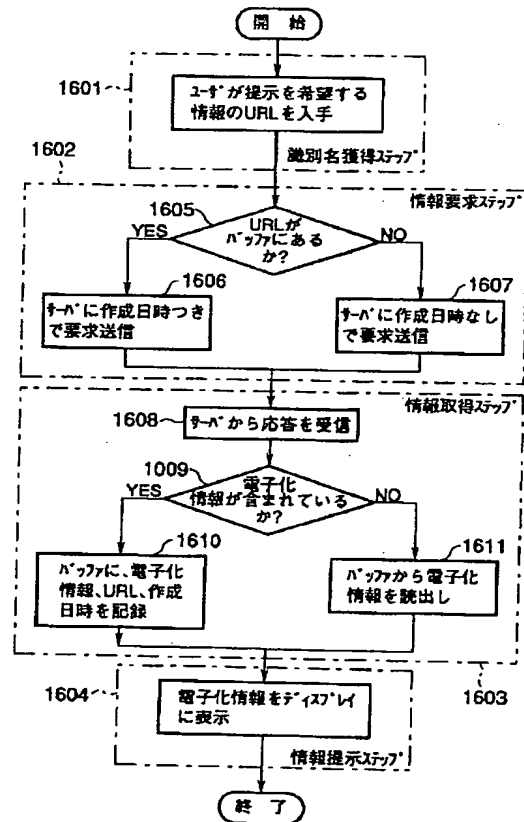 開 始
1601
ユーザが提示を希望する
情報のURLを入手
識別名獲得ステップ
1602
情報要求ステップ
1605
URLが
バッファにある
か?
YES
NO
1606
1607
サーバに作成日時つき
で要求送信
サーバに作成日時なし
で要求送信
情報取得ステップ
1608
サーバから応答を受信
1009
電子化
情報が含まれている
か?
YES
NO
1610
1611
バッファに、電子化
情報、URL、作成
日時を記録
バッファから電子化
情報を読出し
1604
1603
電子化情報をディスプレイ
に表示
情報提示ステップ
終 了